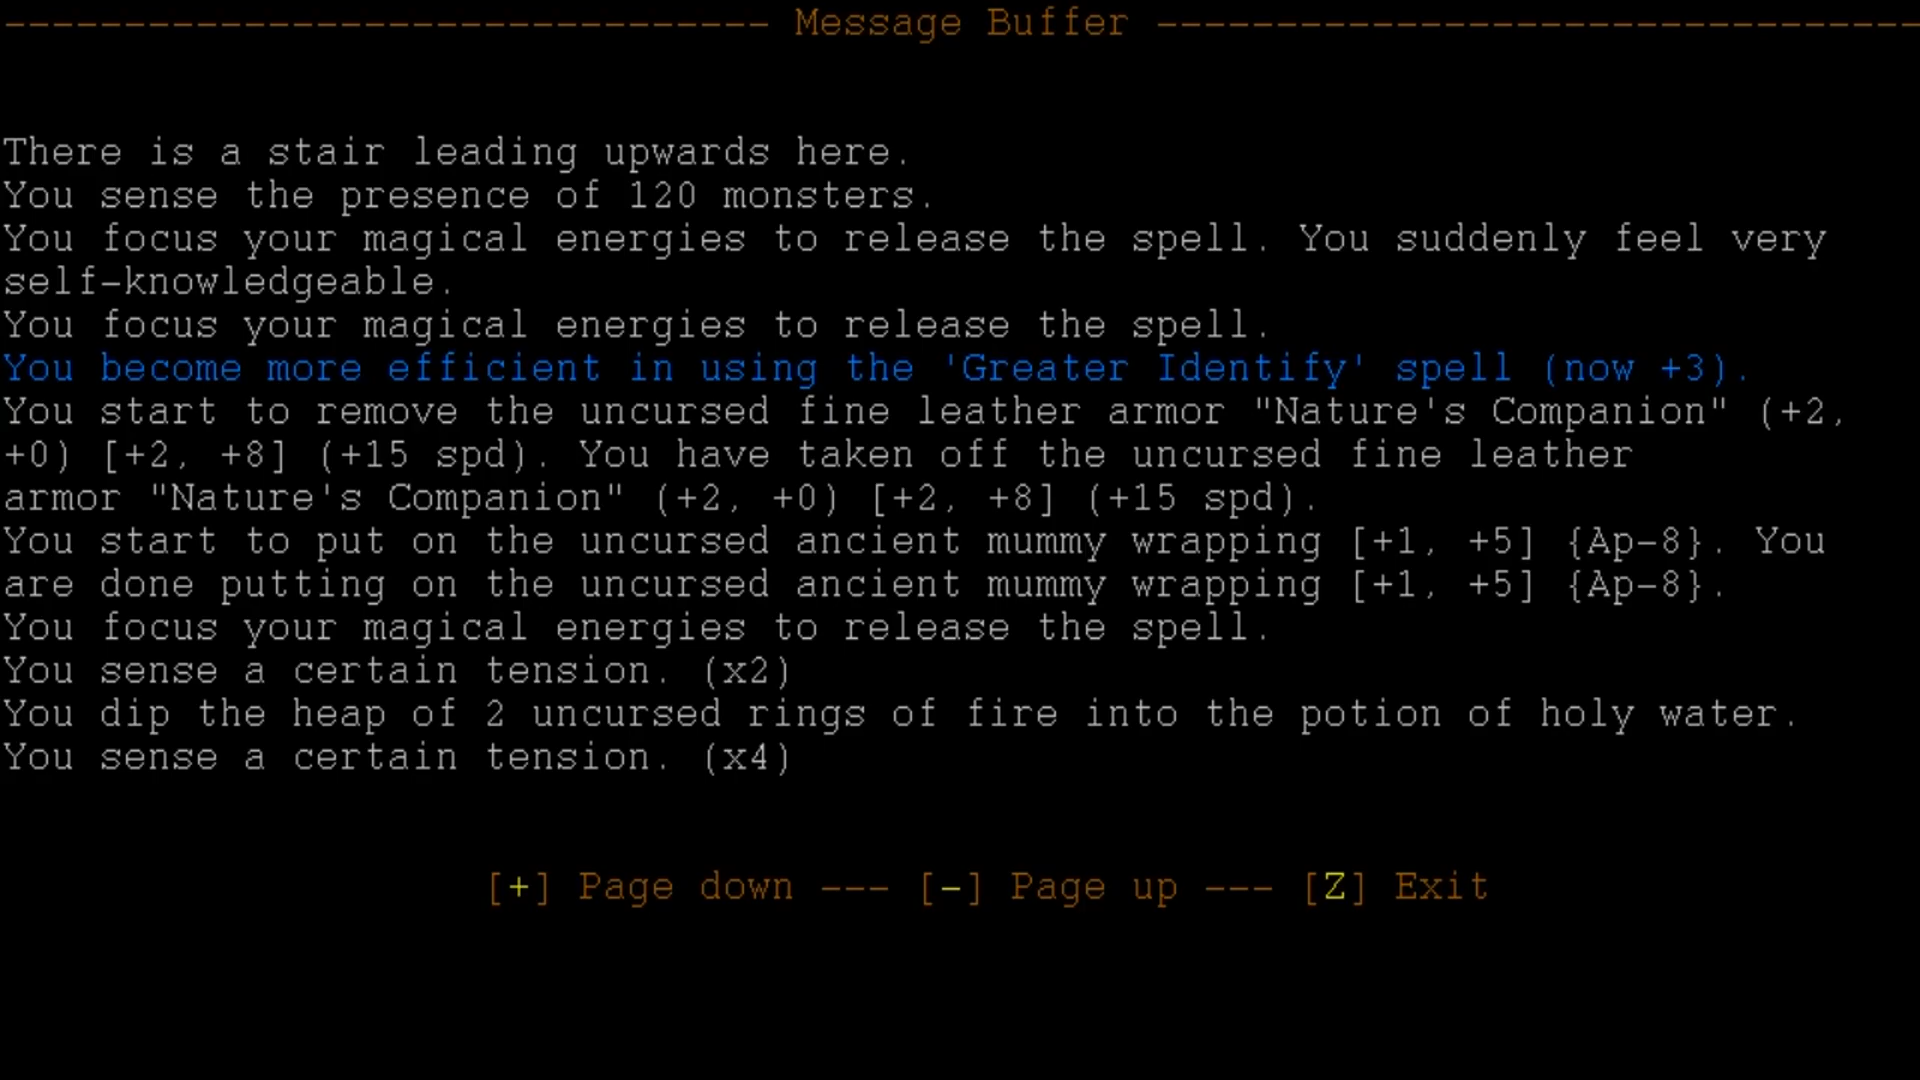 ------------------------------- Message Buffer -------------------------------
There is a stair leading upwards here.
You sense the presence of 120 monsters.
You focus your magical energies to release the spell. You suddenly feel very
self-knowledgeable.
You focus your magical energies to release the spell.
You become more efficient in using the 'Greater Identify' spell (now +3).
You start to remove the uncursed fine leather armor "Nature's Companion" (+2,
+0) [+2, +8] (+15 spd). You have taken off the uncursed fine leather
armor "Nature's Companion" (+2, +0) [+2, +8] (+15 spd).
You start to put on the uncursed ancient mummy wrapping [+1, +5] {Ap-8}. You
are done putting on the uncursed ancient mummy wrapping [+1, +5] {Ap-8}.
You focus your magical energies to release the spell.
You sense a certain tension. (x2)
You dip the heap of 2 uncursed rings of fire into the potion of holy water.
You sense a certain tension. (x4)
[+] Page down --- [-] Page up --- [Z] Exit